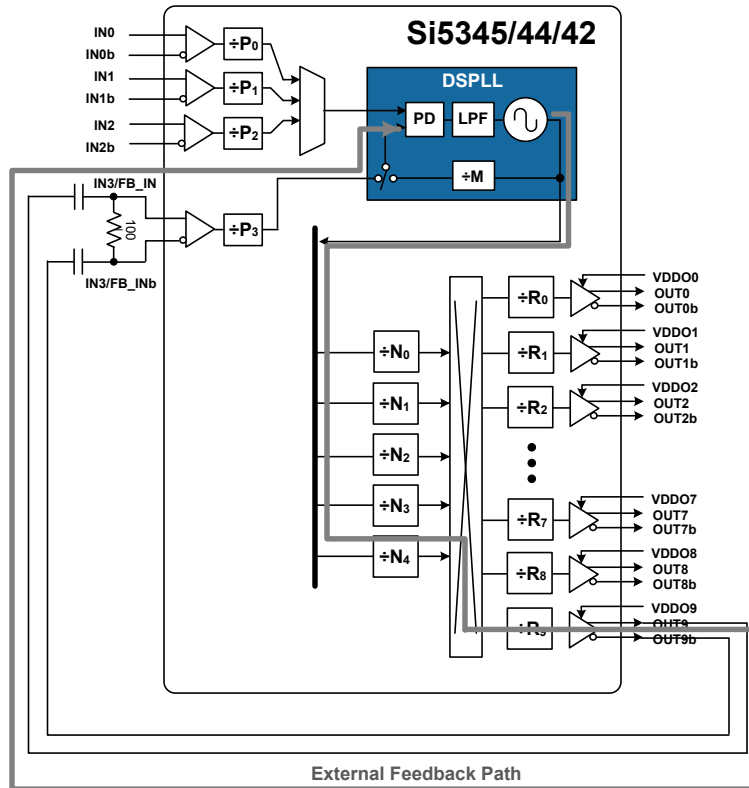 Si5345/44/42
IN0
IN0b
÷P0
IN1
IN1b
÷P1
IN2
IN2b
÷P2
DSPLL
PD
LPF
÷M
IN3/FB_IN
100
÷P3
IN3/FB_INb
÷N0
÷N1
÷N2
÷N3
÷N4
÷R0
VDDO0
OUT0
OUT0b
÷R1
VDDO1
OUT1
OUT1b
÷R2
VDDO2
OUT2
OUT2b
÷R7
VDDO7
OUT7
OUT7b
÷R8
VDDO8
OUT8
OUT8b
÷R9
VDDO9
OUT9
OUT9b
External Feedback Path